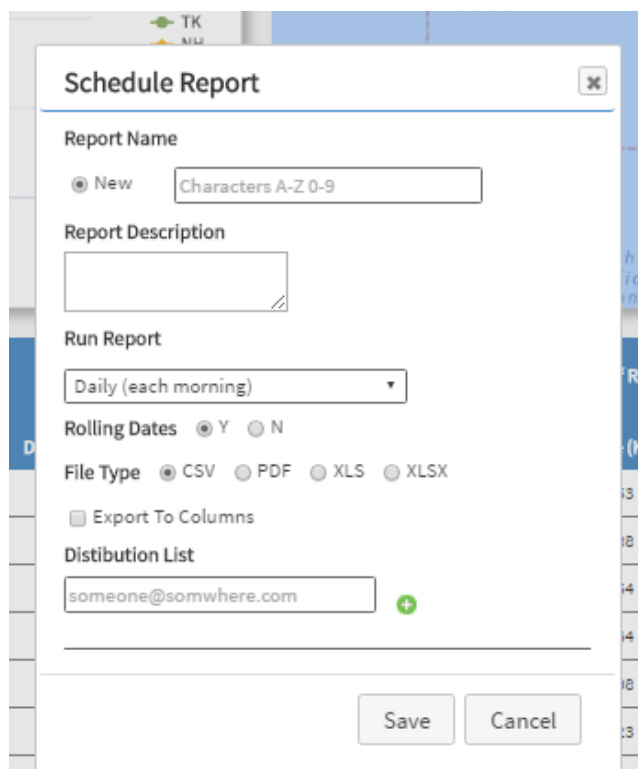 TK
NH
Schedule Report
Report Name
New Characters A-Z 0-9
Report Description
Run Report
Daily (each morning)
Rolling Dates Y N
File Type CSV PDF XLS XLSX
Export To Columns
Distibution List
someone@somwhere.com
Save Cancel